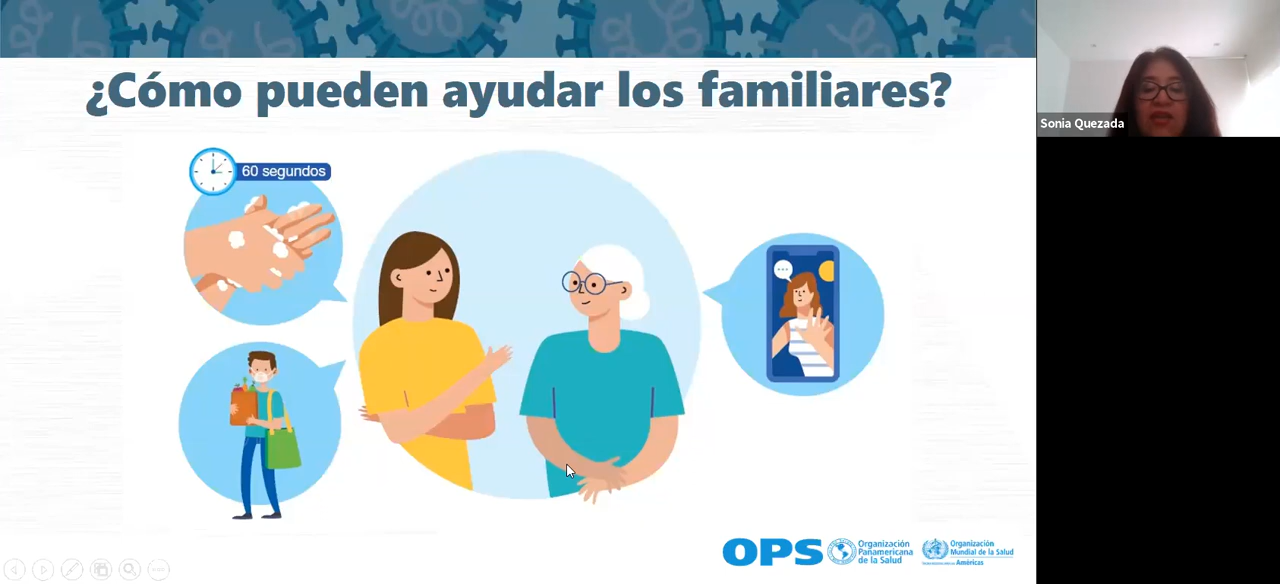 ¿Cómo pueden ayudar los familiares?
Sonia Quezada
60 segundos
OPS
Organización
Panamericana
de la Salud
Organización
Mundial de la Salud
Américas